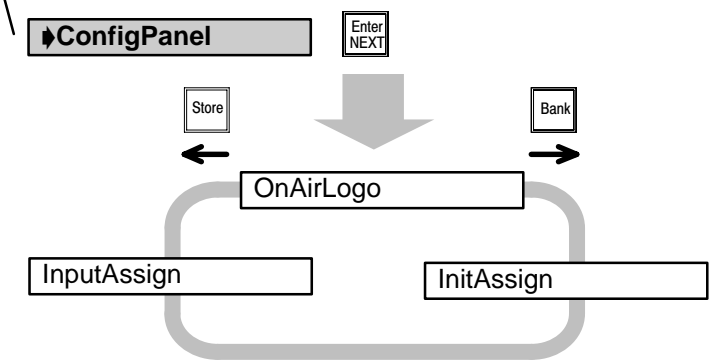 ConfigPanel
Enter
NEXT
Store
Bank
OnAirLogo
InputAssign
InitAssign